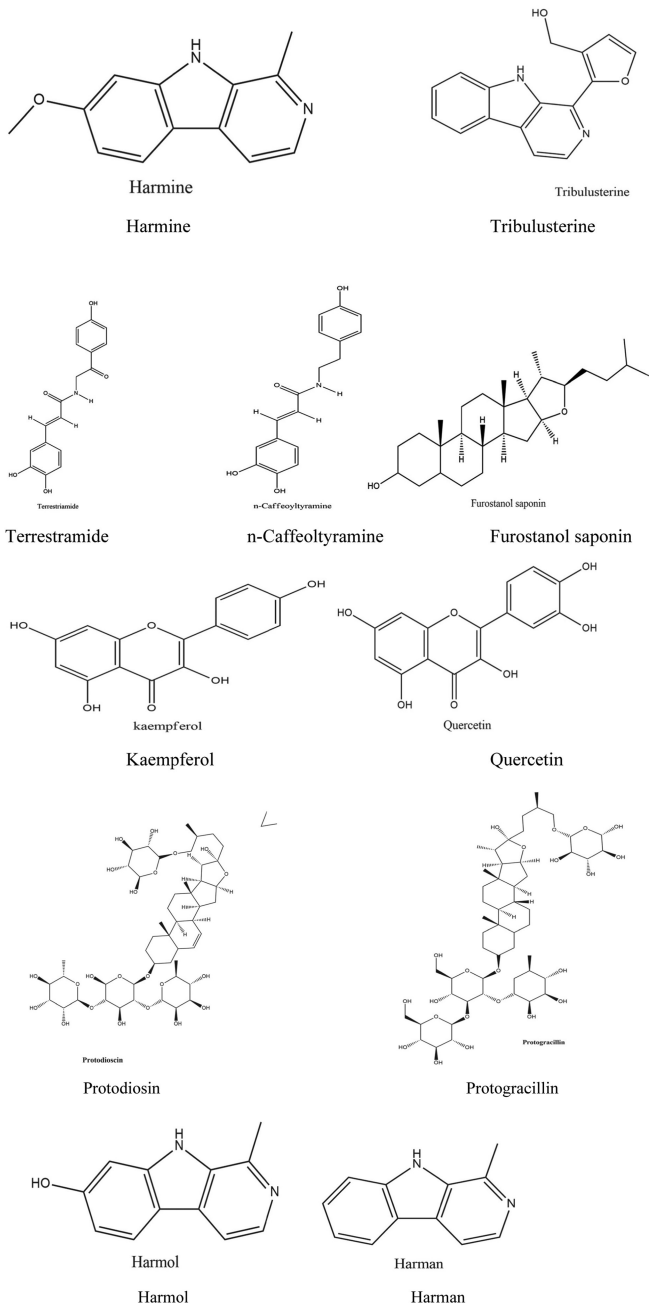 Harmine
Harmine
Tribulusterine
Tribulusterine
Terrestriamide
Terrestramide
n-Caffeoyltyramine
n-Caffeoltyramine
Furostanol saponin
Furostanol saponin
kaempferol
Kaempferol
Quercetin
Quercetin
Protodioscin
Protodiosin
Protogracillin
Protogracillin
Harmol
Harmol
Harman
Harman